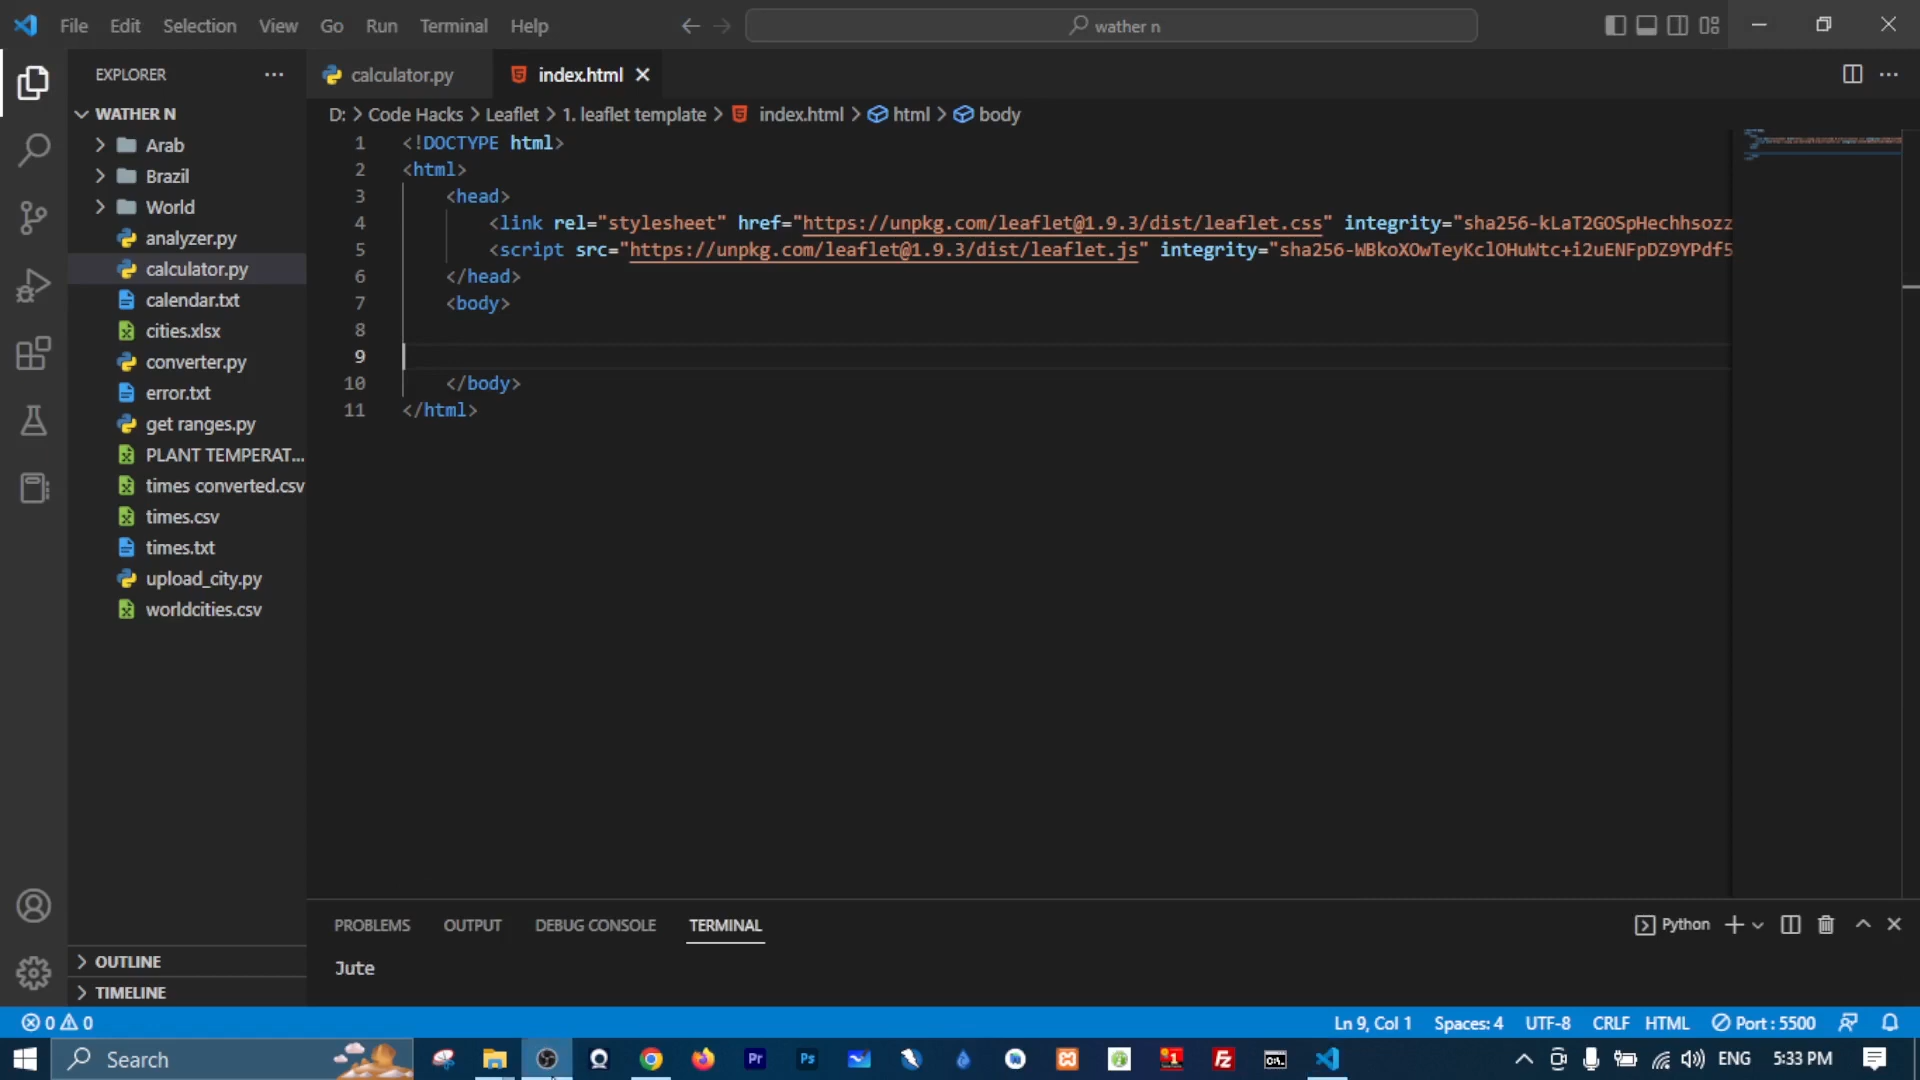 File Edit Selection View Go Run Terminal Help
wather n
EXPLORER
calculator.py
index.html
WATHER N
D: > Code Hacks > Leaflet > 1. leaflet template > index.html > html > body
Arab
Brazil
World
analyzer.py
calculator.py
calendar.txt
cities.xlsx
converter.py
error.txt
get ranges.py
PLANT TEMPERAT...
times converted.csv
times.csv
times.txt
upload_city.py
worldcities.csv
OUTLINE
TIMELINE
1 <!DOCTYPE html>
2 <html>
3 <head>
4 <link rel="stylesheet" href="https://unpkg.com/leaflet@1.9.3/dist/leaflet.css" integrity="sha256-kLaT2GOSpHechhsozz
5 <script src="https://unpkg.com/leaflet@1.9.3/dist/leaflet.js" integrity="sha256-WBkoXOwTeyKclOHuWtc+i2uENFpDZ9YPdf5
6 </head>
7 <body>
8
9
10 </body>
11 </html>
PROBLEMS OUTPUT DEBUG CONSOLE TERMINAL
Python
Jute
0 0
Ln 9, Col 1 Spaces: 4 UTF-8 CRLF HTML Port : 5500
Search
Pr Ps
ENG 5:33 PM